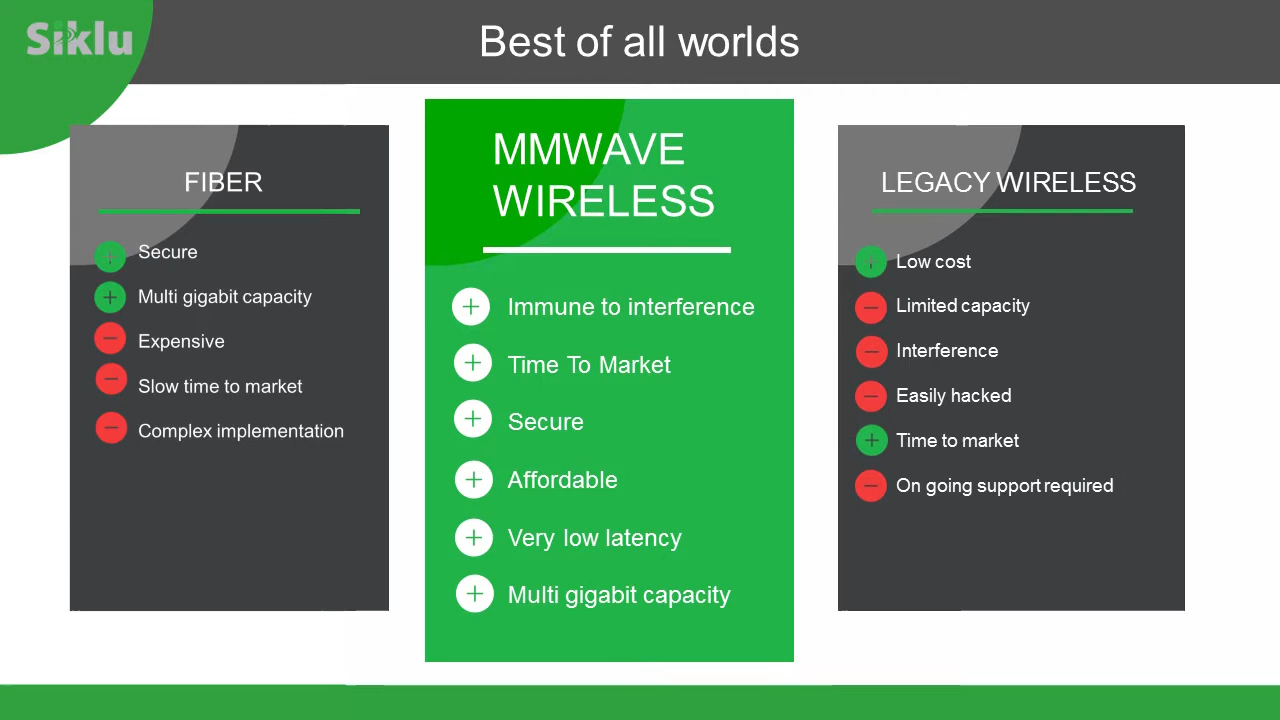 Siklu
Best of all worlds
FIBER
Secure
Multi gigabit capacity
Expensive
Slow time to market
Complex implementation
MMWAVE
WIRELESS
Immune to interference
Time To Market
Secure
Affordable
Very low latency
Multi gigabit capacity
LEGACY WIRELESS
Low cost
Limited capacity
Interference
Easily hacked
Time to market
On going support required